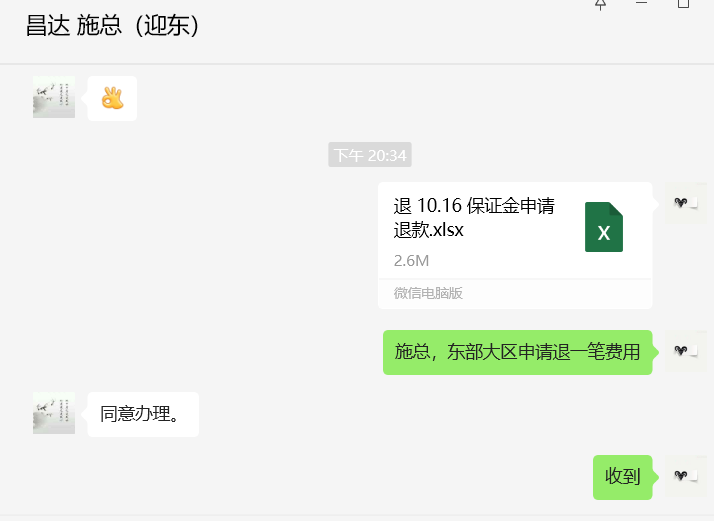 昌达 施总（迎东）
下午 20:34
退 10.16 保证金申请
退款.xlsx
X
2.6M
微信电脑版
施总，东部大区申请退一笔费用
同意办理。
收到